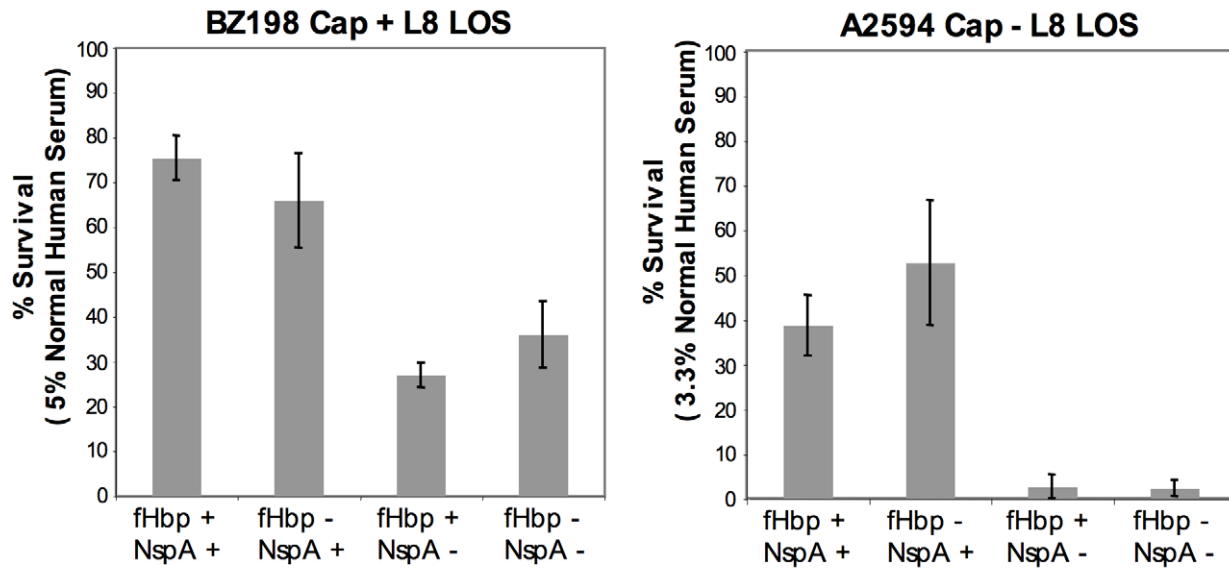 BZ198 Cap + L8 LOS
% Survival
( 5% Normal Human Serum)
100
90
80
70
60
50
40
30
20
10
0
fHbp + fHbp - fHbp + fHbp -
NspA + NspA + NspA - NspA -
A2594 Cap - L8 LOS
% Survival
( 3.3% Normal Human Serum)
100
90
80
70
60
50
40
30
20
10
0
fHbp + fHbp - fHbp + fHbp -
NspA + NspA + NspA - NspA -